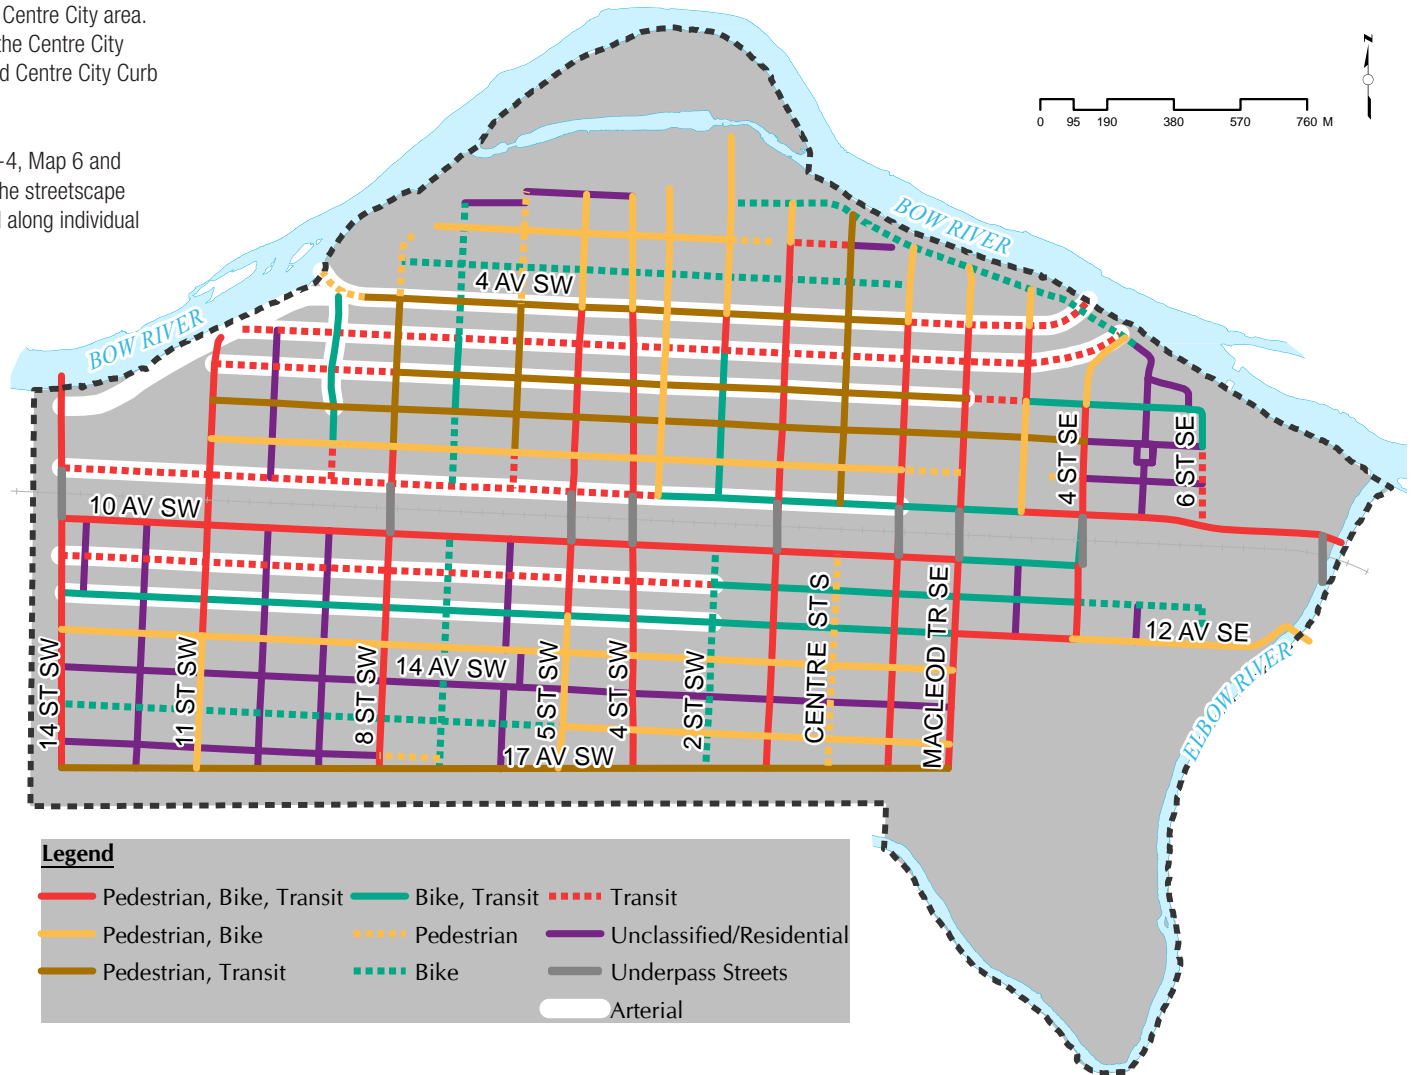 Centre City area.
the Centre City
d Centre City Curb
-4, Map 6 and
he streetscape
along individual
N
0 95 190 380 570 760 M
BOW RIVER
BOW RIVER
4 AV SW
10 AV SW
4 ST SE
6 ST SE
12 AV SE
14 ST SW
11 ST SW
8 ST SW
14 AV SW
5 ST SW
4 ST SW
2 ST SW
CENTRE ST S
MACLEOD TR SE
17 AV SW
ELBOW RIVER
Legend
Pedestrian, Bike, Transit
Bike, Transit
Transit
Pedestrian, Bike
Pedestrian
Unclassified/Residential
Pedestrian, Transit
Bike
Underpass Streets
Arterial